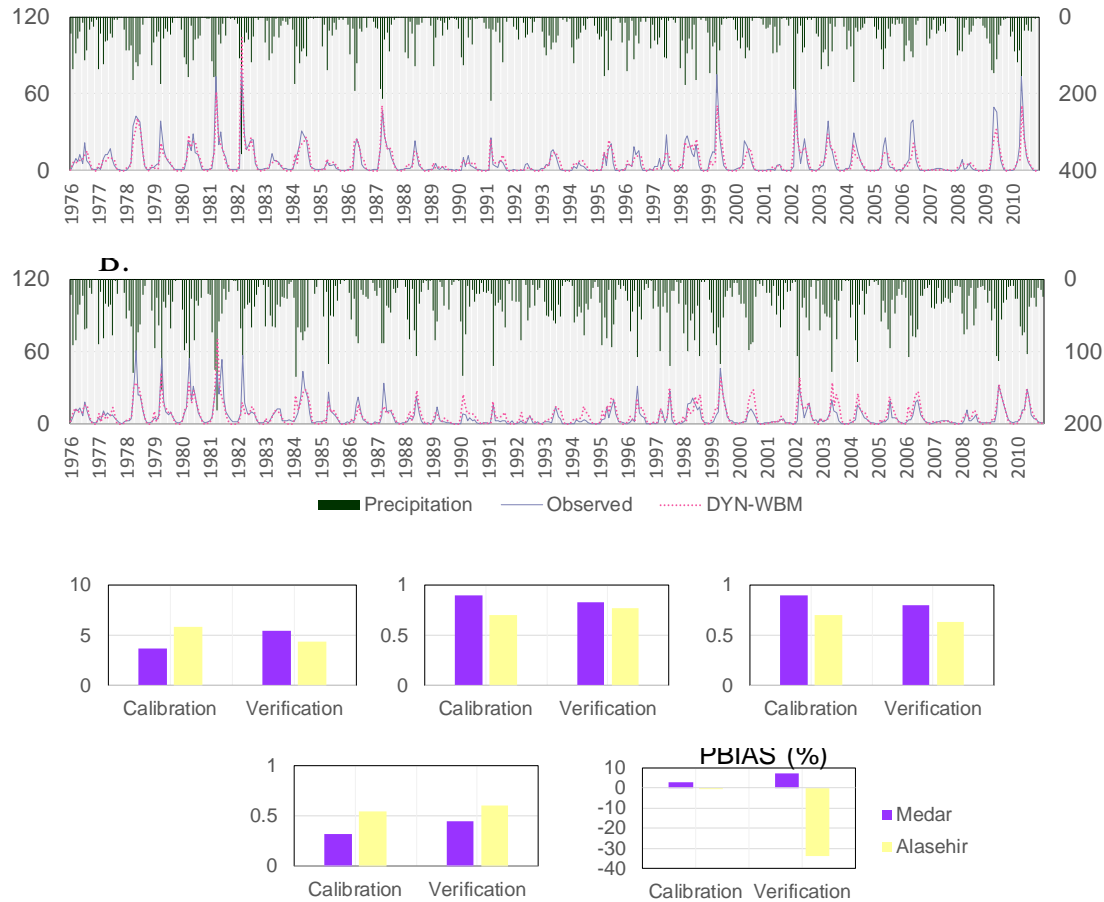 120 0
60 200
0 400
1976 1977 1978 1979 1980 1981 1982 1983 1984 1985 1986 1987 1988 1989 1990 1991 1992 1993 1994 1995 1996 1997 1998 1999 2000 2001 2002 2003 2004 2005 2006 2007 2008 2009 2010
B.
120 0
60 100
0 200
1976 1977 1978 1979 1980 1981 1982 1983 1984 1985 1986 1987 1988 1989 1990 1991 1992 1993 1994 1995 1996 1997 1998 1999 2000 2001 2002 2003 2004 2005 2006 2007 2008 2009 2010
Precipitation Observed DYN-WBM
10
5
0
Calibration Verification
1
0.5
0
Calibration Verification
1
0.5
0
Calibration Verification
1
0.5
0
Calibration Verification
PBIAS (%)
10
0
-10
-20
-30
-40
Calibration Verification
Medar
Alasehir